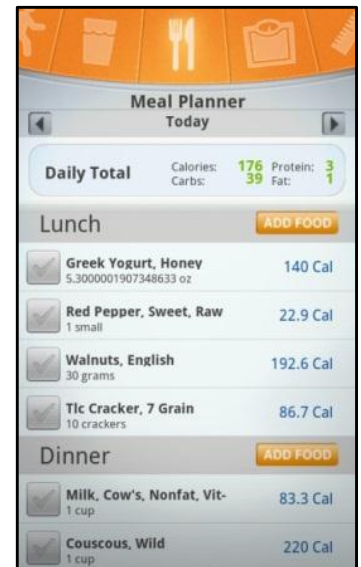 Meal Planner
Today
Daily Total Calories: 176 Protein: 3
Carbs: 39 Fat: 1
Lunch ADD FOOD
Greek Yogurt, Honey 140 Cal
5.3000001907348633 oz
Red Pepper, Sweet, Raw 22.9 Cal
1 small
Walnuts, English 192.6 Cal
30 grams
Tlc Cracker, 7 Grain 86.7 Cal
10 crackers
Dinner ADD FOOD
Milk, Cow's, Nonfat, Vit- 83.3 Cal
1 cup
Couscous, Wild 220 Cal
1 cup